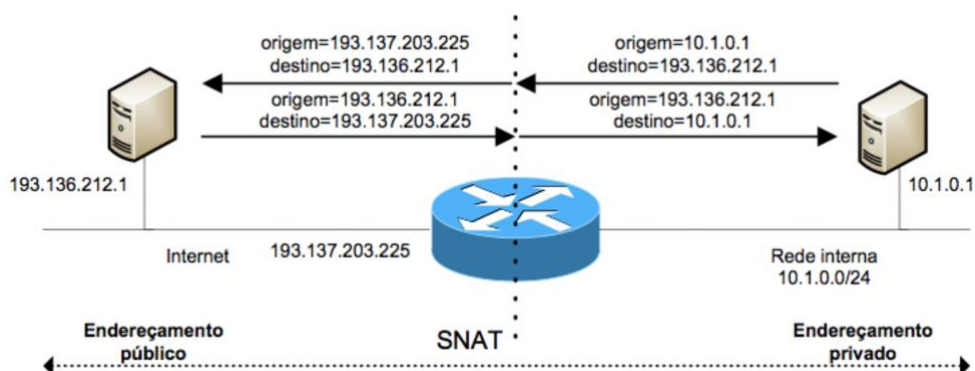 origem=193.137.203.225
destino=193.136.212.1
origem=10.1.0.1
destino=193.136.212.1
origem=193.136.212.1
destino=193.137.203.225
origem=193.136.212.1
destino=10.1.0.1
193.136.212.1
10.1.0.1
Internet
193.137.203.225
Rede interna
10.1.0.0/24
Endereçamento
público
SNAT
Endereçamento
privado